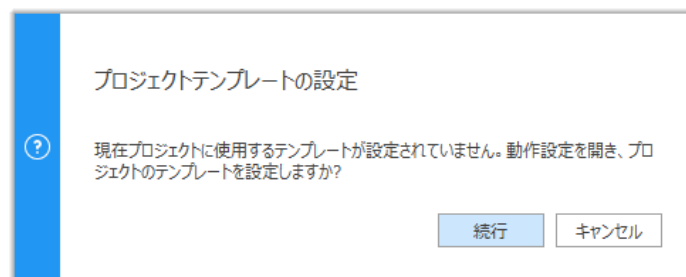 プロジェクトテンプレートの設定
現在プロジェクトに使用するテンプレートが設定されていません。動作設定を開き、プロ
ジェクトのテンプレートを設定しますか?
続行 キャンセル